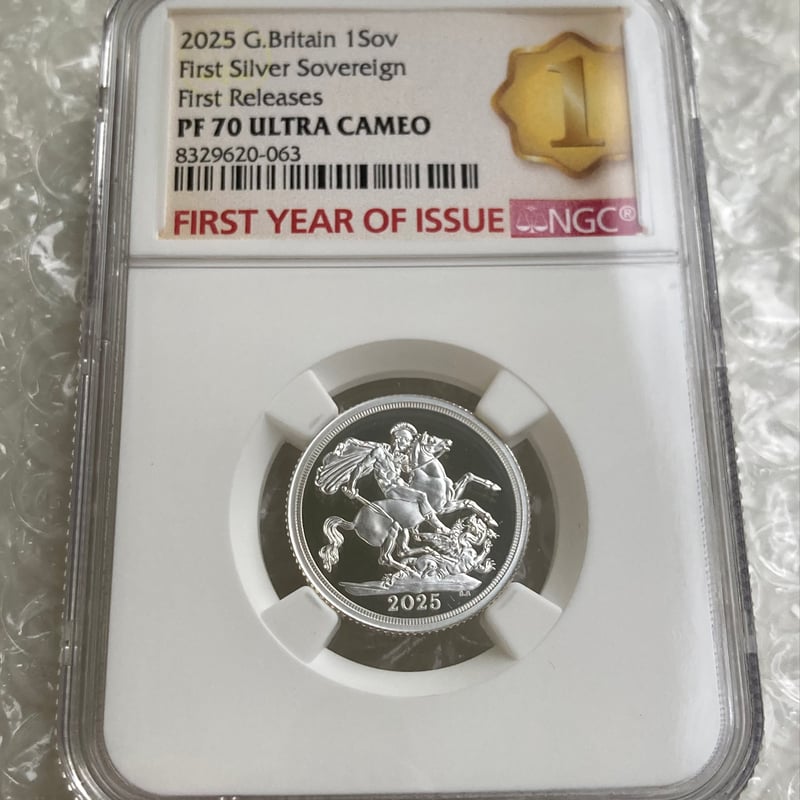 2025 G.Britain 1Sov
First Silver Sovereign
First Releases
PF 70 ULTRA CAMEO
8329620-063
1
FIRST YEAR OF ISSUE NGC®
2025